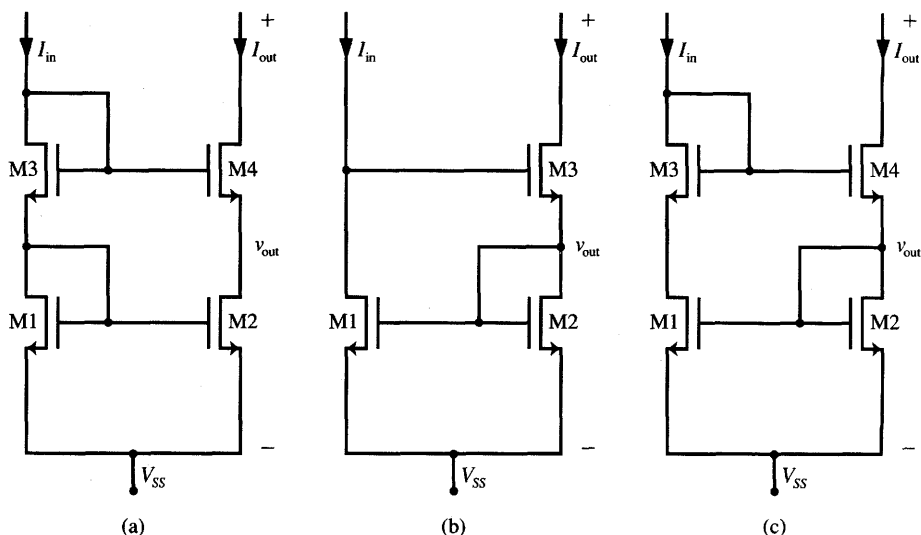 + + +
I_in I_out I_in I_out I_in I_out
M3 M4 M3 M3 M4
v_out v_out v_out
M1 M2 M1 M2 M1 M2
− − −
V_SS V_SS V_SS
(a) (b) (c)